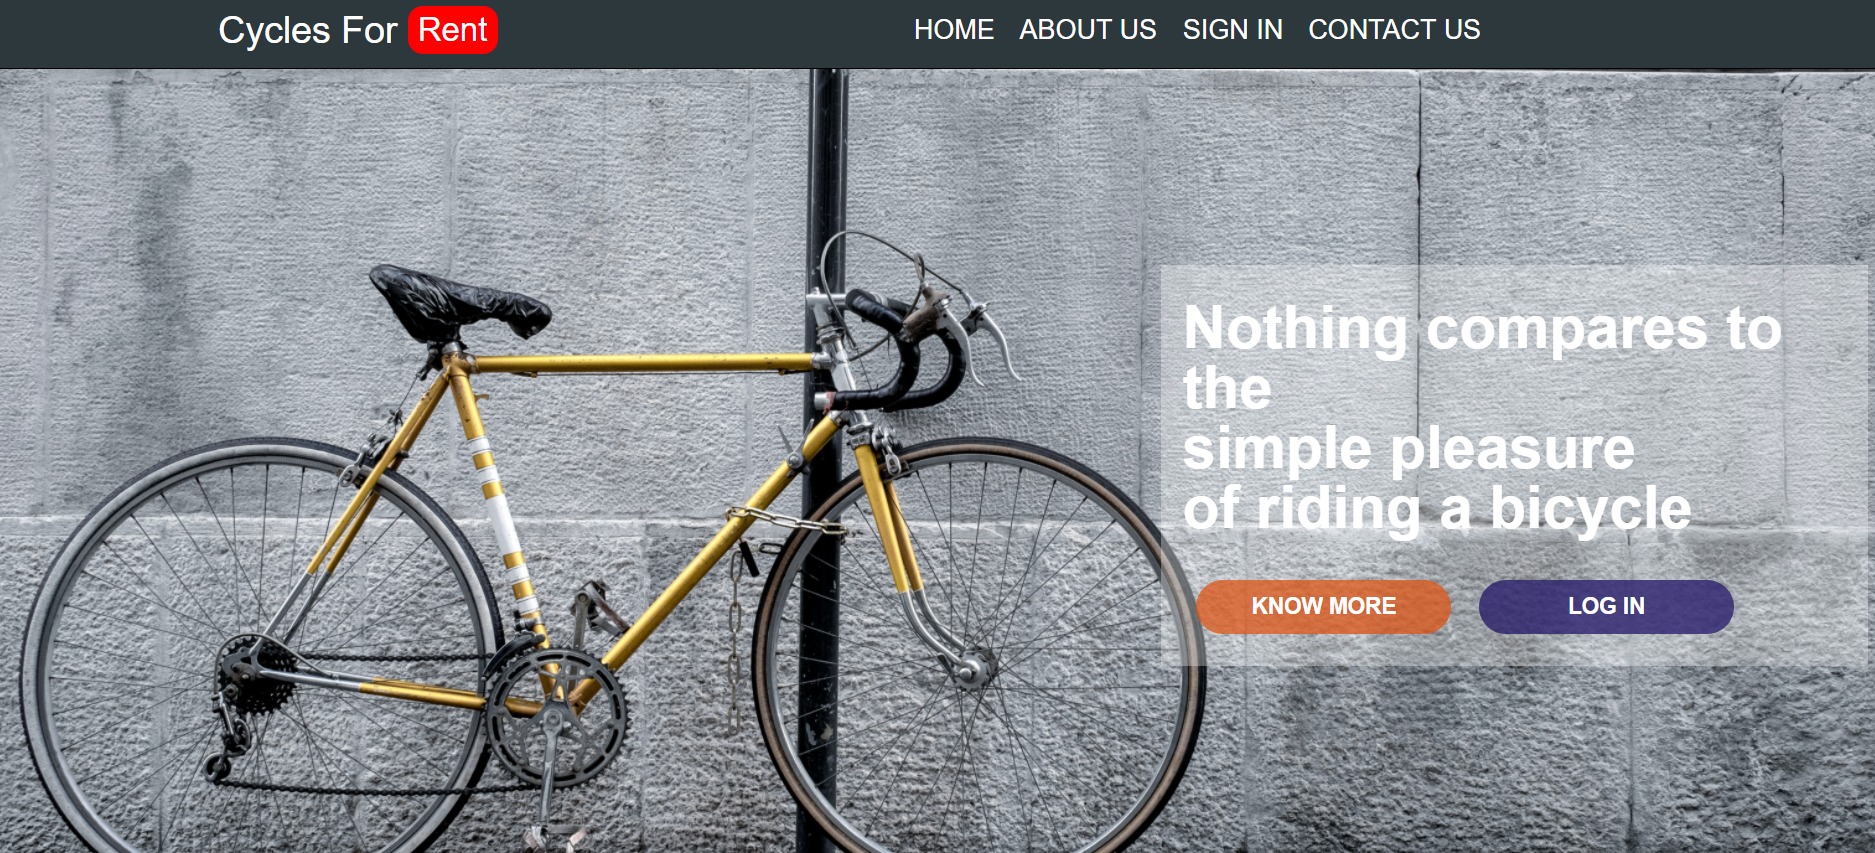 Cycles For Rent
HOME ABOUT US SIGN IN CONTACT US
Nothing compares to
the
simple pleasure
of riding a bicycle
KNOW MORE LOG IN